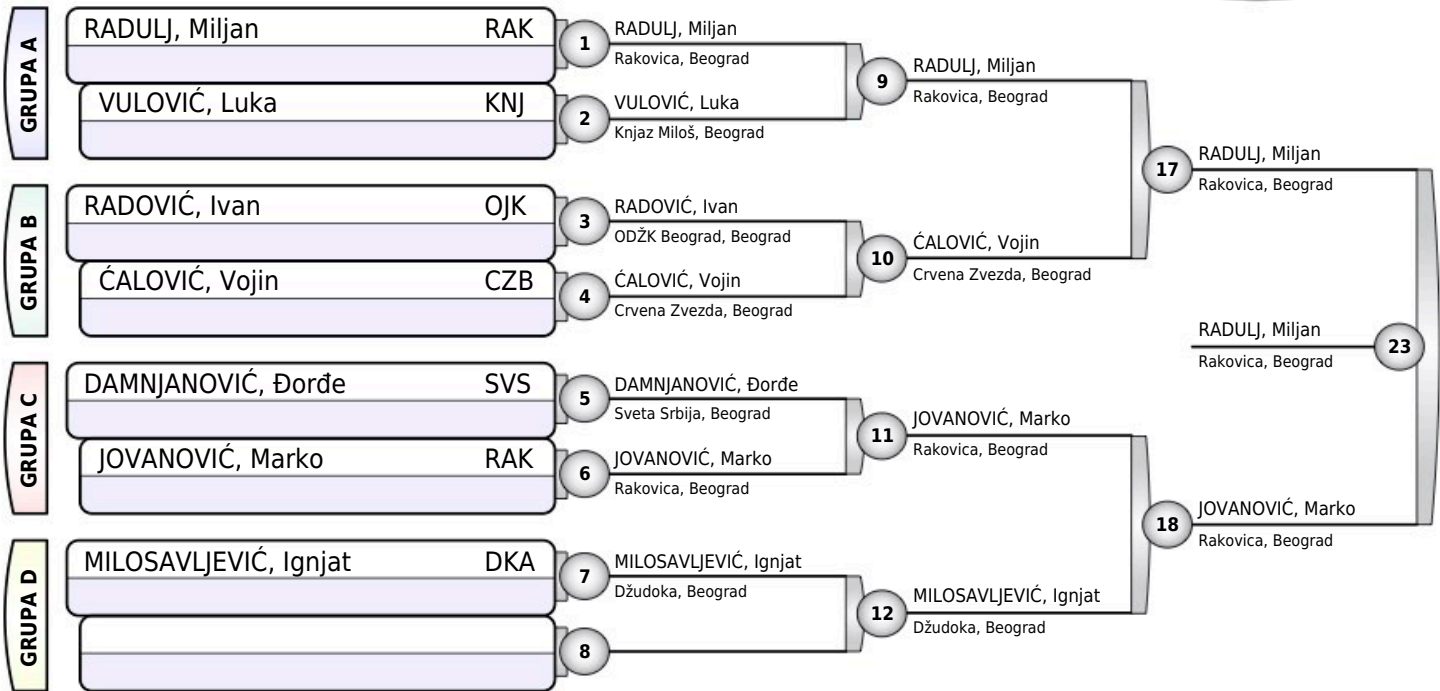 GRUPA A
RADULJ, Miljan RAK
VULOVIĆ, Luka KNJ
1
RADULJ, Miljan
Rakovica, Beograd
2
VULOVIĆ, Luka
Knjaz Miloš, Beograd
9
RADULJ, Miljan
Rakovica, Beograd
GRUPA B
RADOVIĆ, Ivan OJK
ĆALOVIĆ, Vojin CZB
3
RADOVIĆ, Ivan
ODŽK Beograd, Beograd
4
ĆALOVIĆ, Vojin
Crvena Zvezda, Beograd
10
ĆALOVIĆ, Vojin
Crvena Zvezda, Beograd
17
RADULJ, Miljan
Rakovica, Beograd
GRUPA C
DAMNJANOVIĆ, Đorđe SVS
JOVANOVIĆ, Marko RAK
5
DAMNJANOVIĆ, Đorđe
Sveta Srbija, Beograd
6
JOVANOVIĆ, Marko
Rakovica, Beograd
11
JOVANOVIĆ, Marko
Rakovica, Beograd
GRUPA D
MILOSAVLJEVIĆ, Ignjat DKA
7
MILOSAVLJEVIĆ, Ignjat
Džudoka, Beograd
8
12
MILOSAVLJEVIĆ, Ignjat
Džudoka, Beograd
18
JOVANOVIĆ, Marko
Rakovica, Beograd
RADULJ, Miljan
Rakovica, Beograd
23